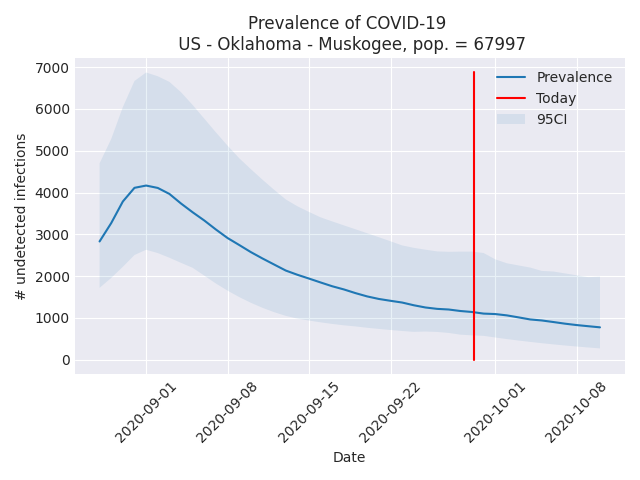 Prevalence of COVID-19
US - Oklahoma - Muskogee, pop. = 67997
7000
6000
5000
4000
3000
2000
1000
0
# undetected infections
Prevalence
Today
95CI
2020-09-01
2020-09-08
2020-09-15
2020-09-22
2020-10-01
2020-10-08
Date